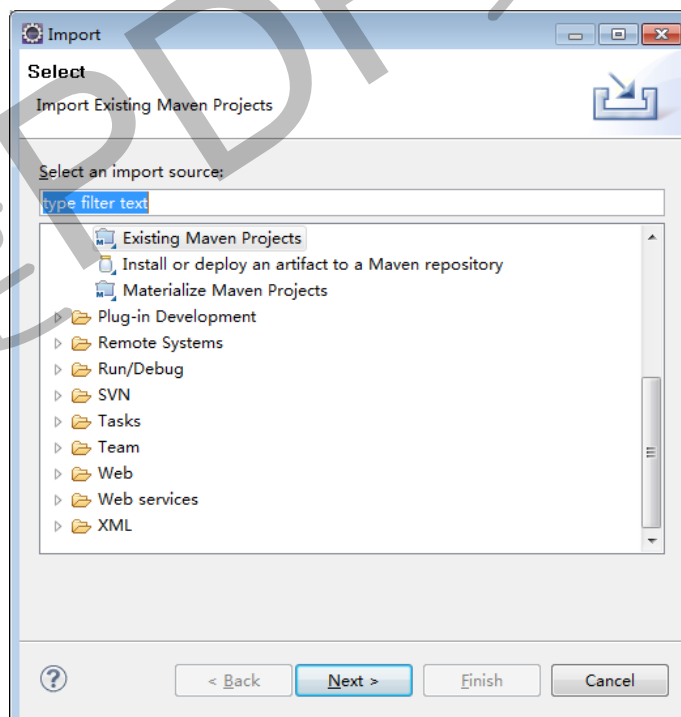 Import
Select
Import Existing Maven Projects
Select an import source:
type filter text
Existing Maven Projects
Install or deploy an artifact to a Maven repository
Materialize Maven Projects
Plug-in Development
Remote Systems
Run/Debug
SVN
Tasks
Team
Web
Web services
XML
< Back
Next >
Finish
Cancel
PDF